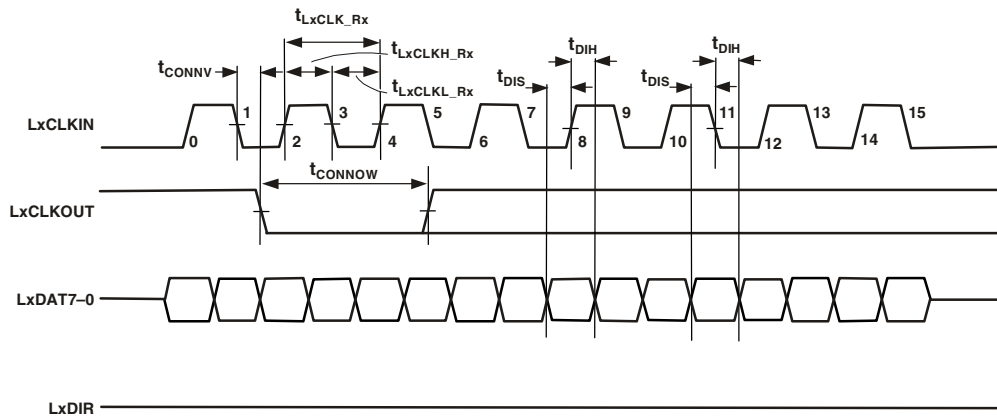 tLxCLK_Rx
tLxCLKH_Rx
tDIH
tDIH
tCONNV
tDIS
tDIS
tLxCLKL_Rx
LxCLKIN
0 1 2 3 4 5 6 7 8 9 10 11 12 13 14 15
tCONNOW
LxCLKOUT
LxDAT7–0
LxDIR